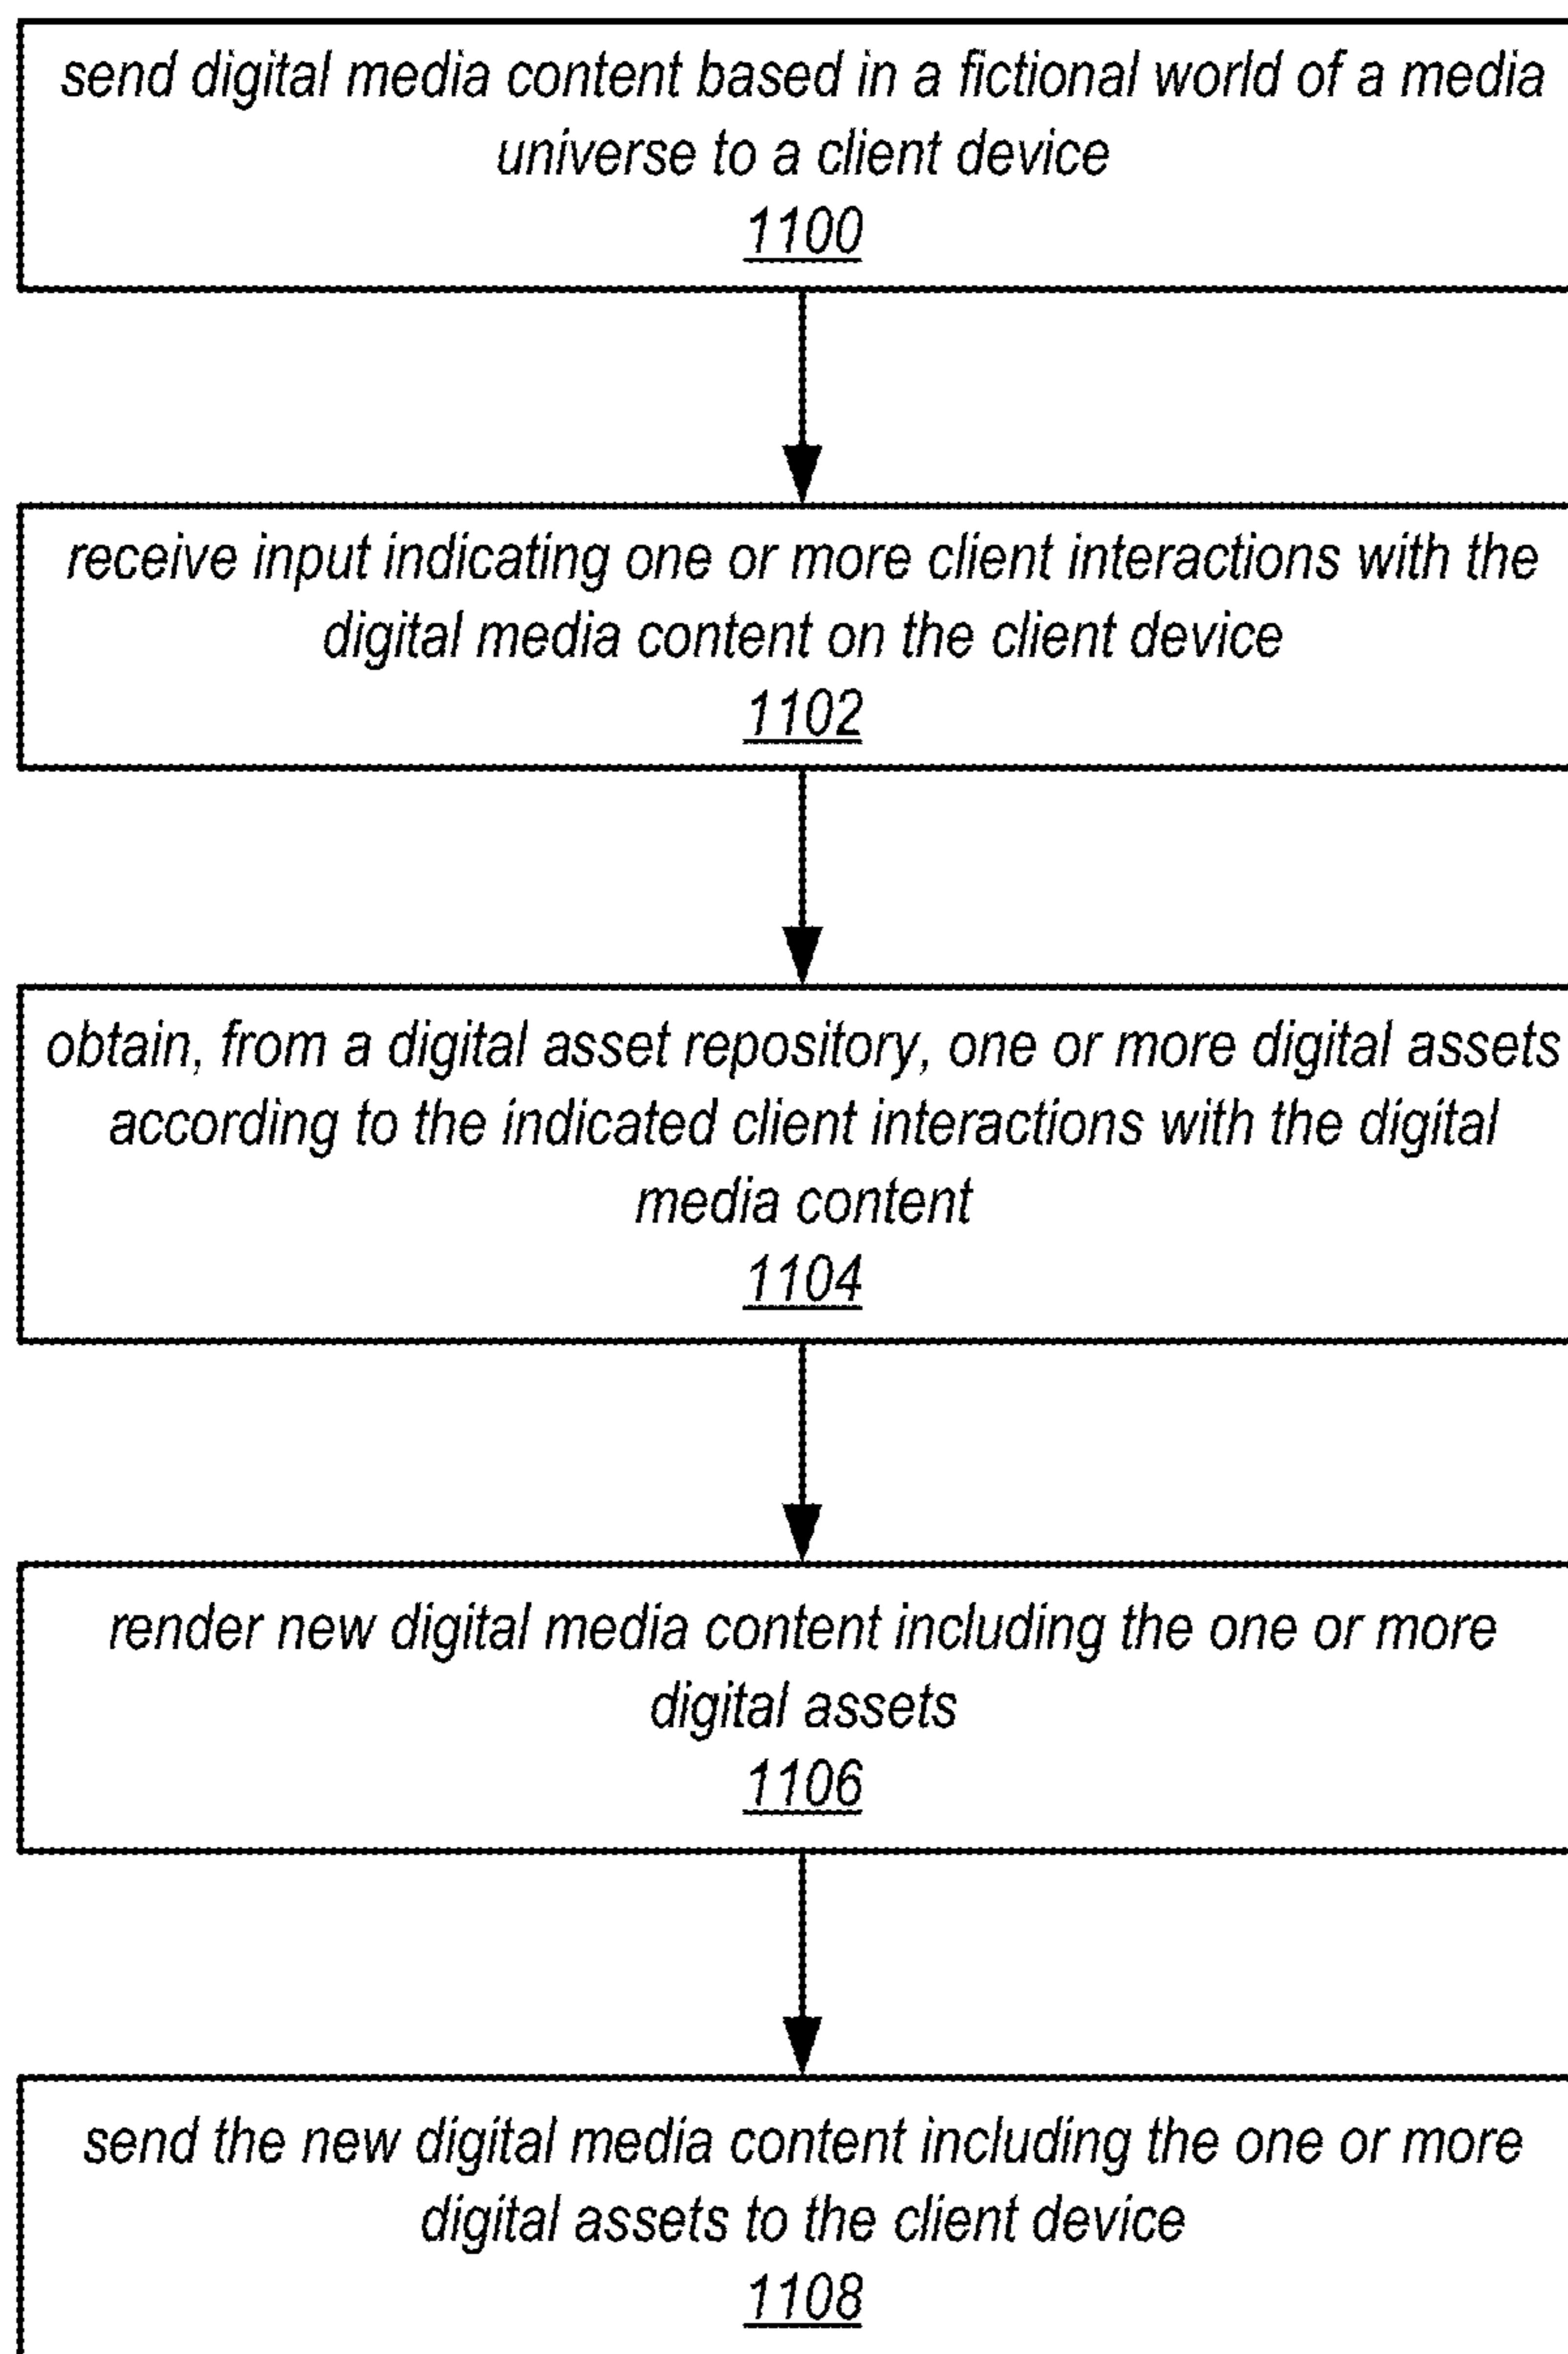 send digital media content based in a fictional world of a media
universe to a client device
1100
receive input indicating one or more client interactions with the
digital media content on the client device
1102
obtain, from a digital asset repository, one or more digital assets
according to the indicated client interactions with the digital
media content
1104
render new digital media content including the one or more
digital assets
1106
send the new digital media content including the one or more
digital assets to the client device
1108